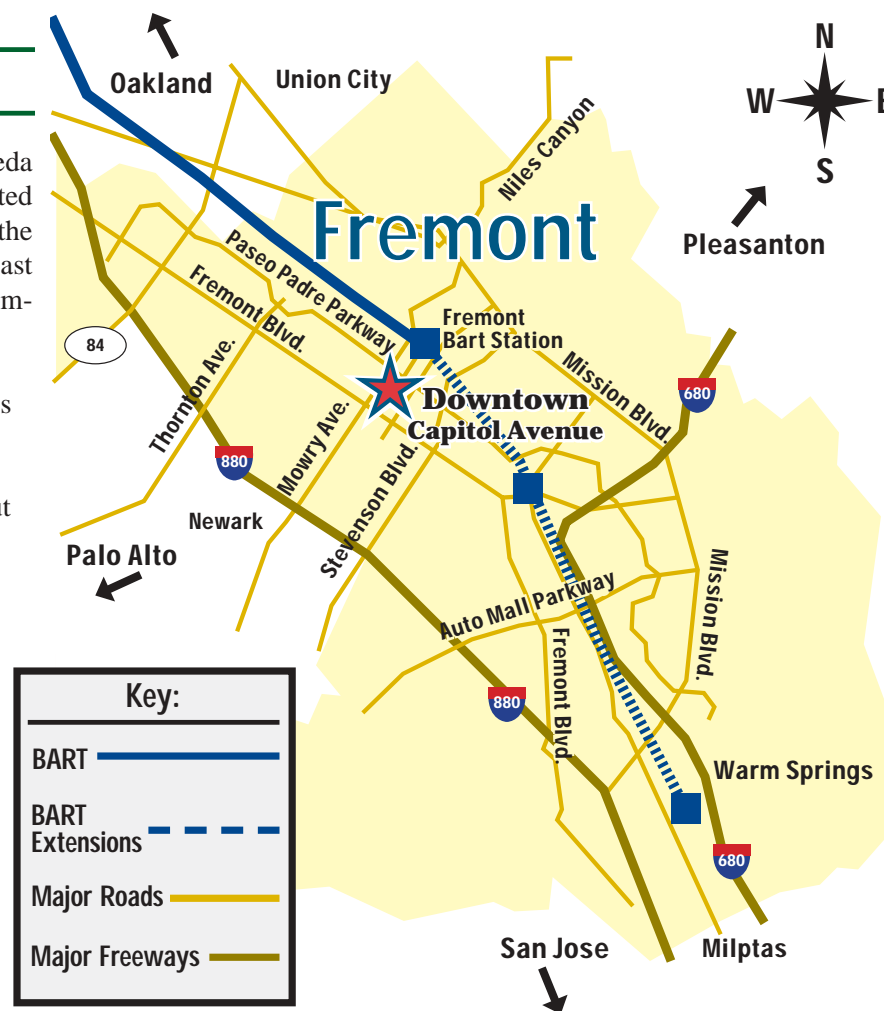 Oakland
Union City
N
W
E
S
Niles Canyon
eda
ted
the
ast
m-
Fremont
Pleasanton
Paseo Padre Parkway
Fremont Blvd.
Fremont
Bart Station
84
Thornton Ave.
Mission Blvd.
680
s
Downtown
Capitol Avenue
Mowry Ave.
Stevenson Blvd.
880
Newark
ut
Palo Alto
Auto Mall Parkway
Mission Blvd.
Fremont Blvd.
880
Warm Springs
680
San Jose
Milptas
Key:
BART
BART
Extensions
Major Roads
Major Freeways